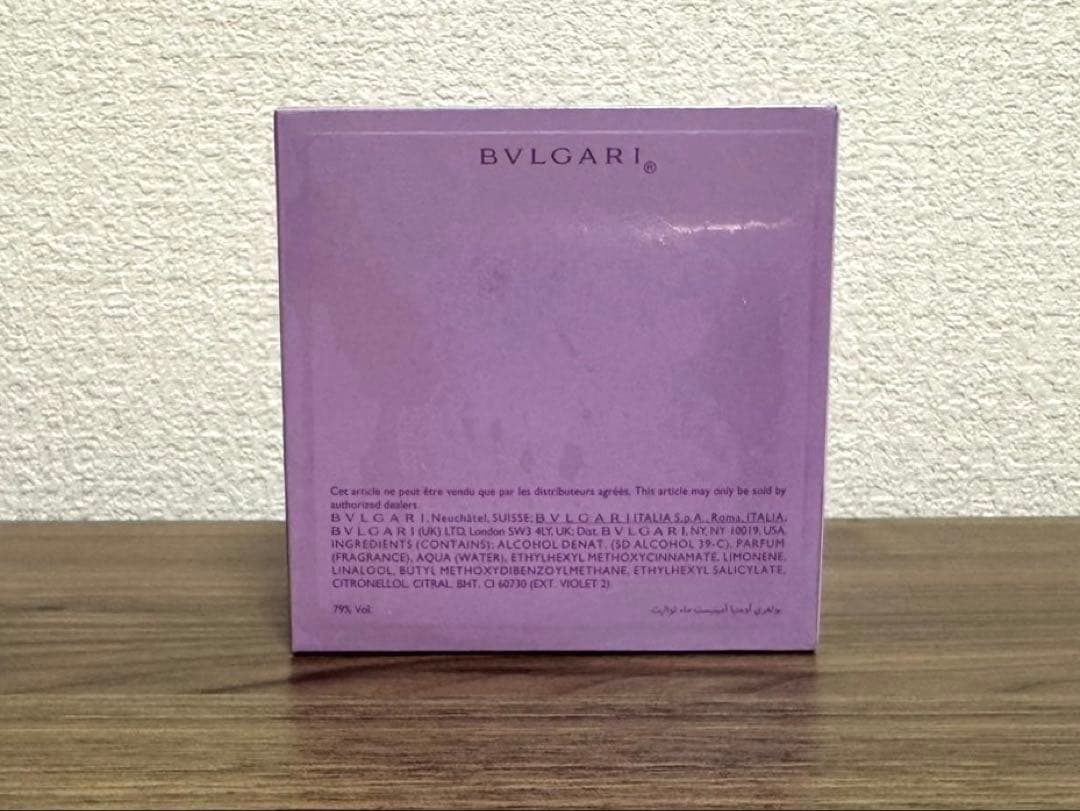 BVLGARI®
Cet article ne peut être vendu que par les distributeurs agréés. This article may only be sold by
authorized dealers.
BVLGARI, Neuchâtel, SUISSE; BVLGARI ITALIA S.p.A., Roma, ITALIA,
BVLGARI (UK) LTD, London SW3 4LY, UK; Dist. BVLGARI, NY, NY 10019, USA
INGREDIENTS (CONTAINS): ALCOHOL DENAT. (SD ALCOHOL 39-C), PARFUM
(FRAGRANCE), AQUA (WATER), ETHYLHEXYL METHOXYCINNAMATE, LIMONENE,
LINALOOL, BUTYL METHOXYDIBENZOYLMETHANE, ETHYLHEXYL SALICYLATE,
CITRONELLOL, CITRAL, BHT, CI 60730 (EXT. VIOLET 2).
79% Vol.
بولغري أومنيا أميتيست ماء تواليت